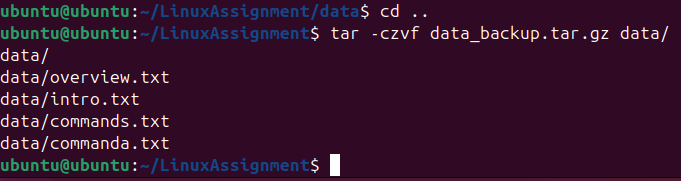 ubuntu@ubuntu:~/LinuxAssignment/data$ cd ..
ubuntu@ubuntu:~/LinuxAssignment$ tar -czvf data_backup.tar.gz data/
data/
data/overview.txt
data/intro.txt
data/commands.txt
data/commanda.txt
ubuntu@ubuntu:~/LinuxAssignment$